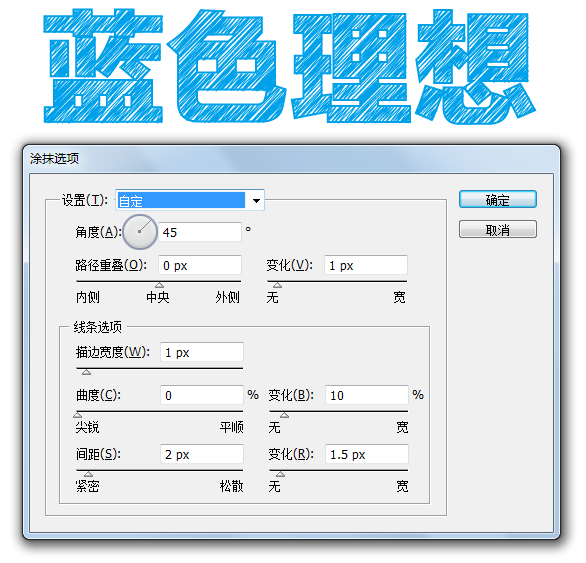 蓝色理想
涂抹选项
设置(T): 自定
确定
角度(A): 45 °
取消
路径重叠(O): 0 px 变化(V): 1 px
内侧 中央 外侧 无 宽
线条选项
描边宽度(W): 1 px
曲度(C): 0 % 变化(B): 10 %
尖锐 平顺 无 宽
间距(S): 2 px 变化(R): 1.5 px
紧密 松散 无 宽